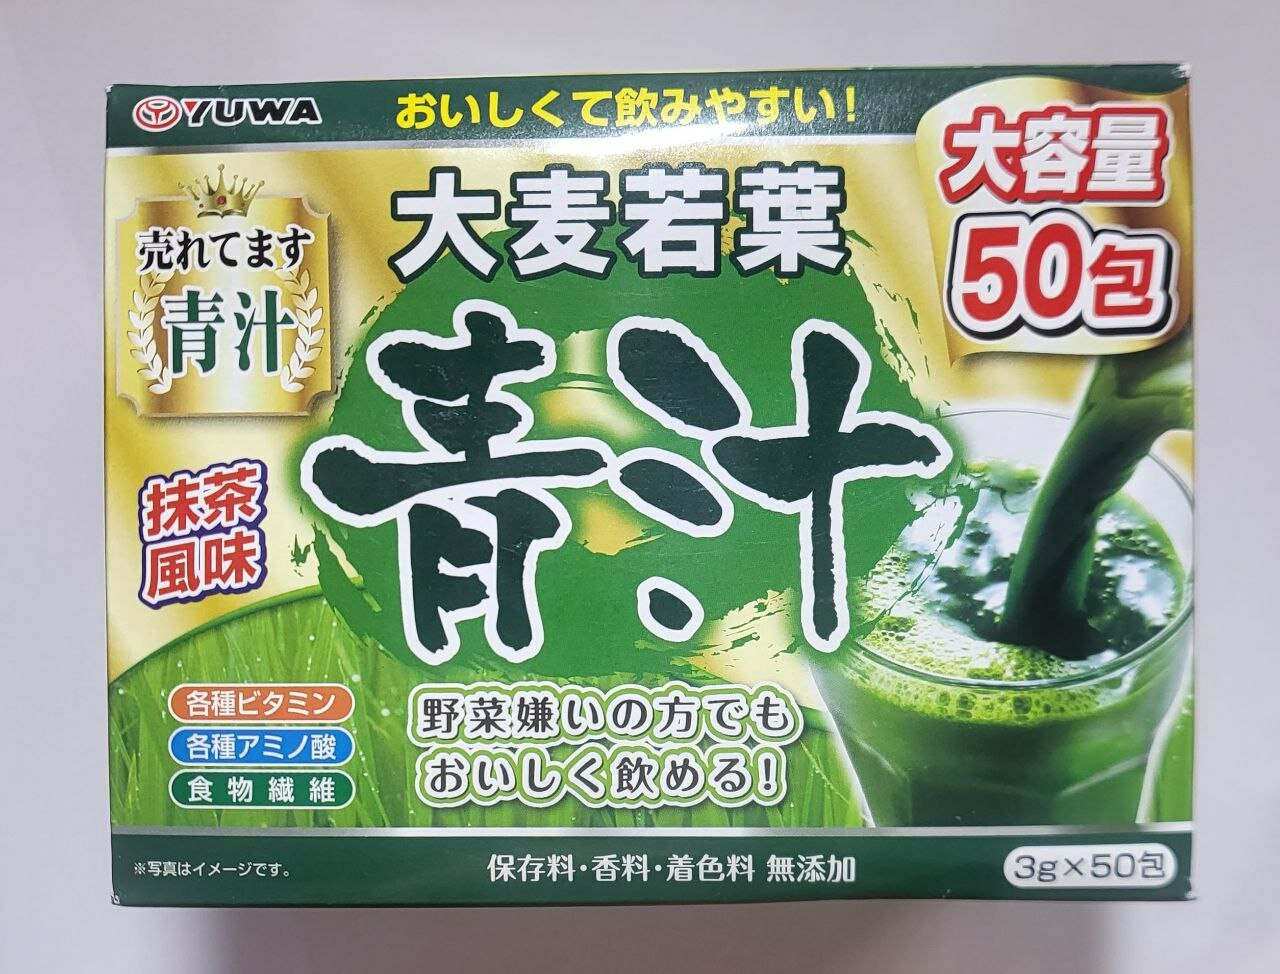 YUWA
おいしくて飲みやすい!
大容量
50包
売れてます
青汁
大麦若葉
青汁
抹茶
風味
各種ビタミン
各種アミノ酸
食物繊維
野菜嫌いの方でも
おいしく飲める!
※写真はイメージです。
保存料・香料・着色料 無添加
3g×50包